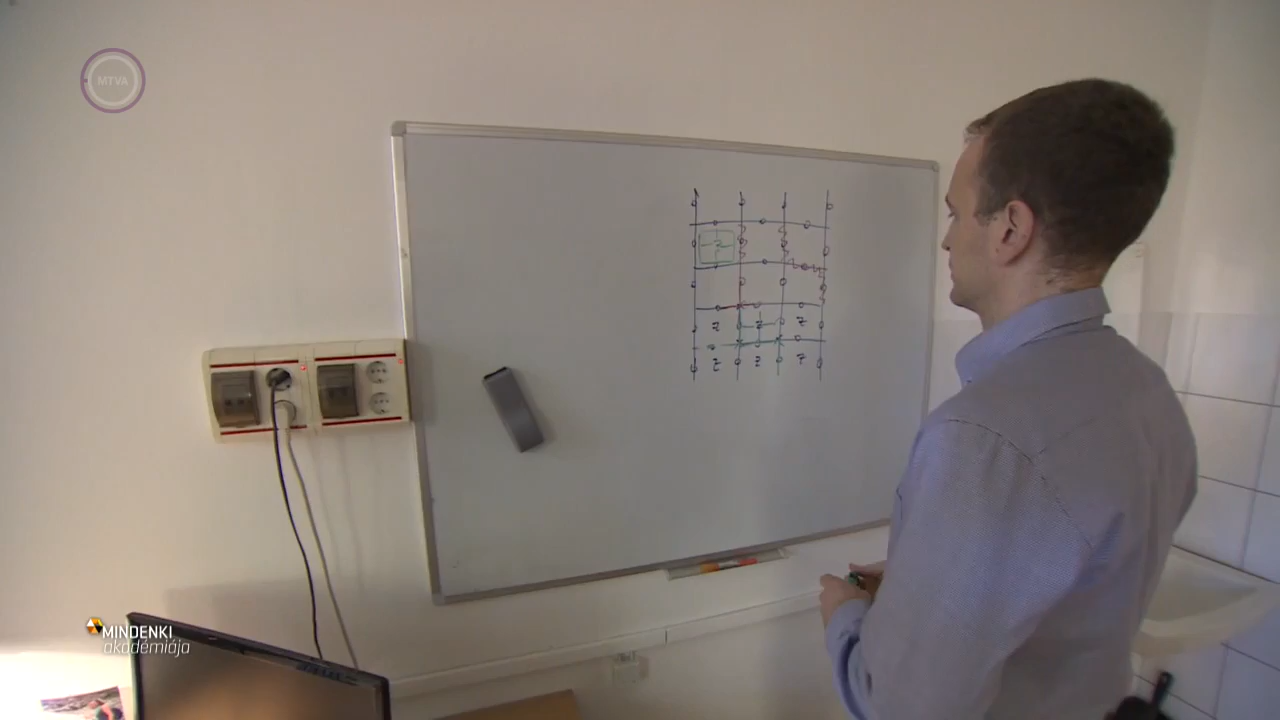 MTVA
z z z
z z z
MINDENKI
akadémiája